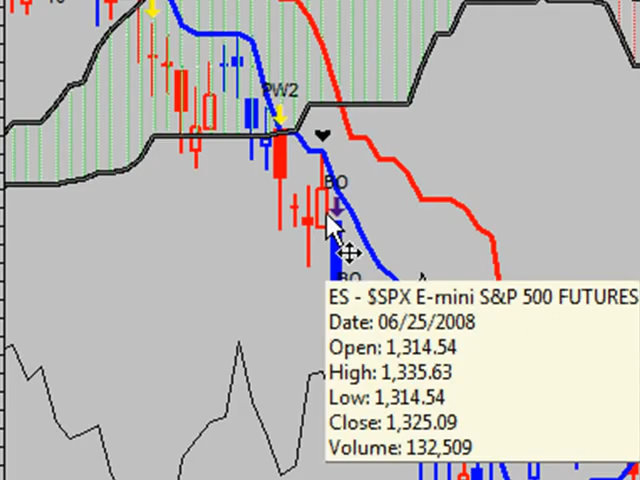 PW2
BO
BO
ES - $SPX E-mini S&P 500 FUTURES
Date: 06/25/2008
Open: 1,314.54
High: 1,335.63
Low: 1,314.54
Close: 1,325.09
Volume: 132,509